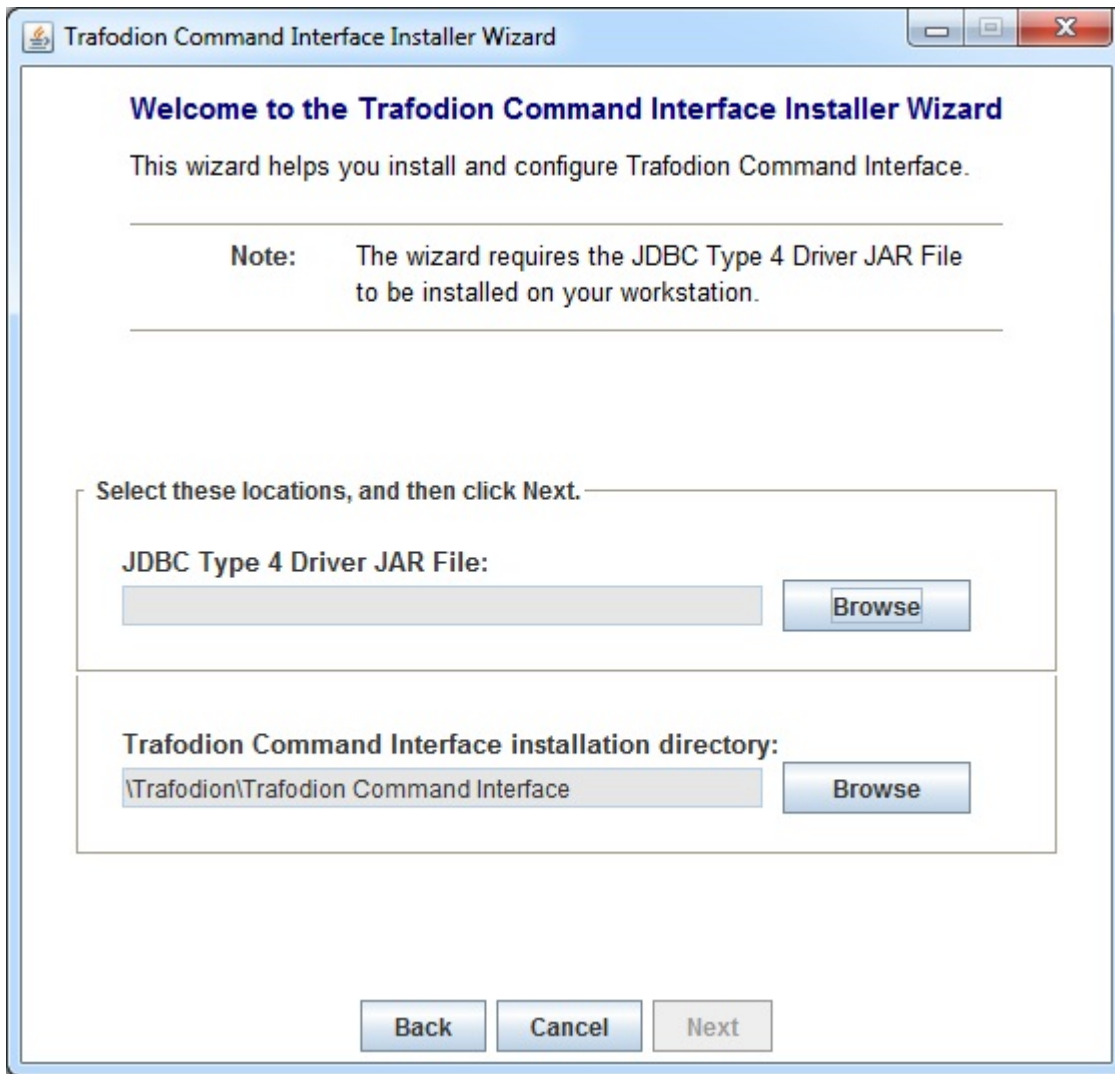 Trafodion Command Interface Installer Wizard
Welcome to the Trafodion Command Interface Installer Wizard
This wizard helps you install and configure Trafodion Command Interface.
Note: The wizard requires the JDBC Type 4 Driver JAR File
to be installed on your workstation.
Select these locations, and then click Next.
JDBC Type 4 Driver JAR File:
Browse
Trafodion Command Interface installation directory:
\Trafodion\Trafodion Command Interface Browse
Back Cancel Next